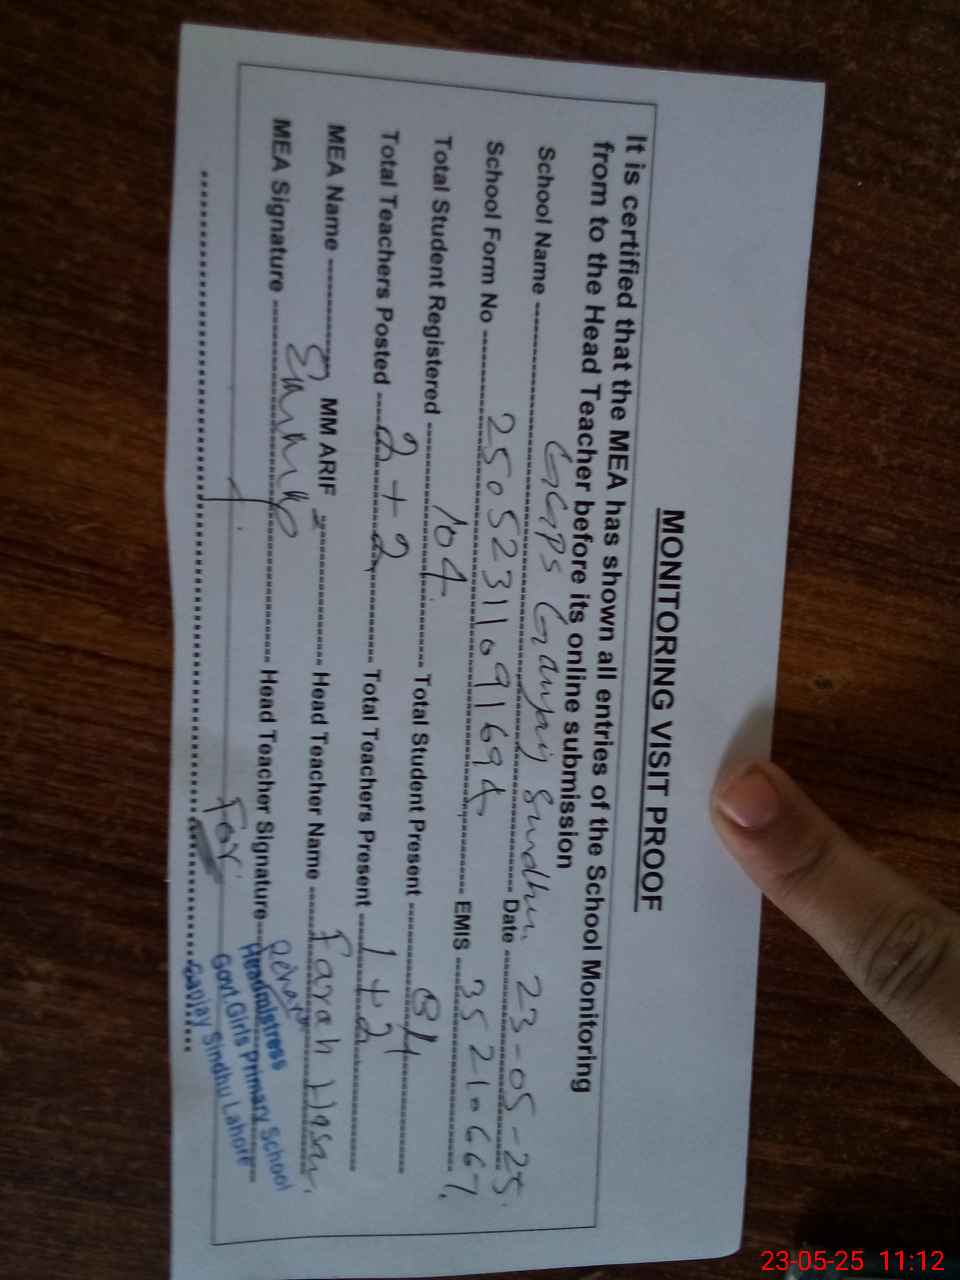 MONITORING VISIT PROOF
It is certified that the MEA has shown all entries of the School Monitoring
from to the Head Teacher before its online submission
School Name GGPS Ganjay Sindhu Date 23-05-25
School Form No 25052311091694 EMIS 35210667
Total Student Registered 104 Total Student Present 81
Total Teachers Posted 2+2 Total Teachers Present 1+2
MEA Name MM ARIF Head Teacher Name Farah Hasan
MEA Signature Head Teacher Signature
For
Headmistress
Govt.Girls Primary School
Ganjay Sindhu Lahore
23-05-25 11:12